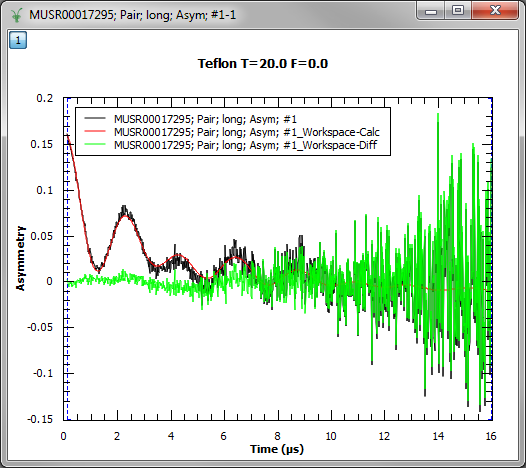 MUSR00017295; Pair; long; Asym; #1-1
1
Teflon T=20.0 F=0.0
MUSR00017295; Pair; long; Asym; #1
MUSR00017295; Pair; long; Asym; #1_Workspace-Calc
MUSR00017295; Pair; long; Asym; #1_Workspace-Diff
Asymmetry
0.2
0.15
0.1
0.05
0
-0.05
-0.1
-0.15
0 2 4 6 8 10 12 14 16
Time (µs)